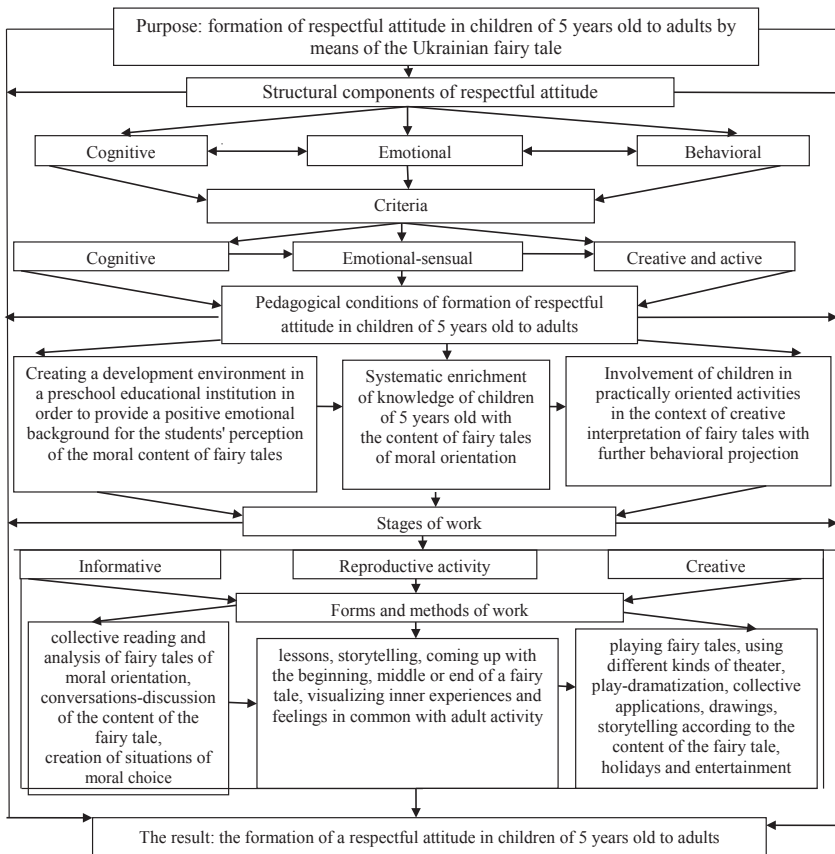 Purpose: formation of respectful attitude in children of 5 years old to adults by
means of the Ukrainian fairy tale
Structural components of respectful attitude
Cognitive
Emotional
Behavioral
Criteria
Cognitive
Emotional-sensual
Creative and active
Pedagogical conditions of formation of respectful
attitude in children of 5 years old to adults
Creating a development environment in
a preschool educational institution in
order to provide a positive emotional
background for the students' perception
of the moral content of fairy tales
Systematic enrichment
of knowledge of children
of 5 years old with
the content of fairy tales
of moral orientation
Involvement of children in
practically oriented activities
in the context of creative
interpretation of fairy tales with
further behavioral projection
Stages of work
Informative
Reproductive activity
Creative
Forms and methods of work
collective reading and
analysis of fairy tales of
moral orientation,
conversations-discussion
of the content of the
fairy tale,
creation of situations of
moral choice
lessons, storytelling, coming up with
the beginning, middle or end of a fairy
tale, visualizing inner experiences and
feelings in common with adult activity
playing fairy tales, using
different kinds of theater,
play-dramatization, collective
applications, drawings,
storytelling according to the
content of the fairy tale,
holidays and entertainment
The result: the formation of a respectful attitude in children of 5 years old to adults